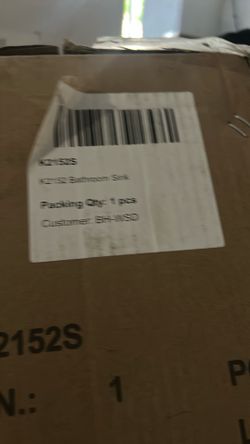 K2152S
K2152 Bathroom Sink
Packing Qty: 1 pcs
Customer: BH-WSD
2152S
N.: 1